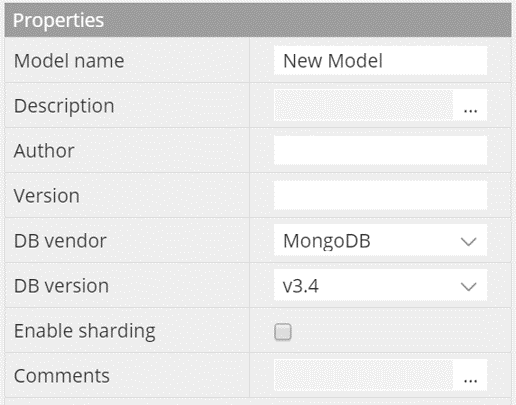 Properties
Model name New Model
Description ...
Author
Version
DB vendor MongoDB
DB version v3.4
Enable sharding
Comments ...